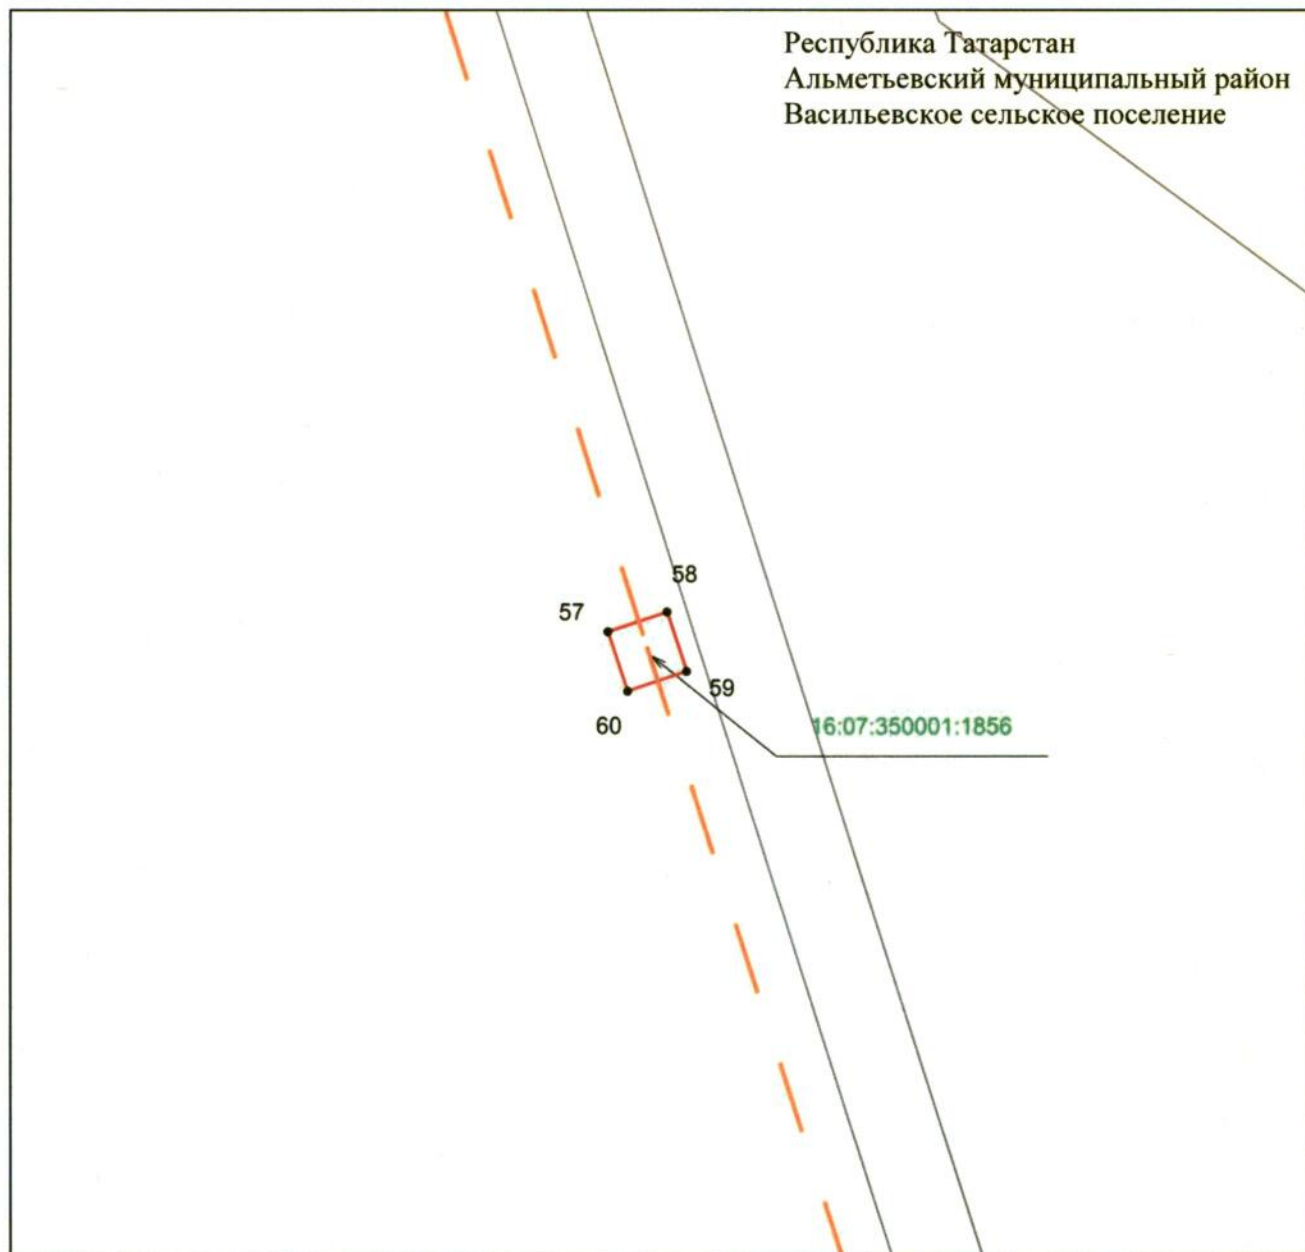 Республика Татарстан
Альметьевский муниципальный район
Васильевское сельское поселение
58
57
59
60
16:07:350001:1856